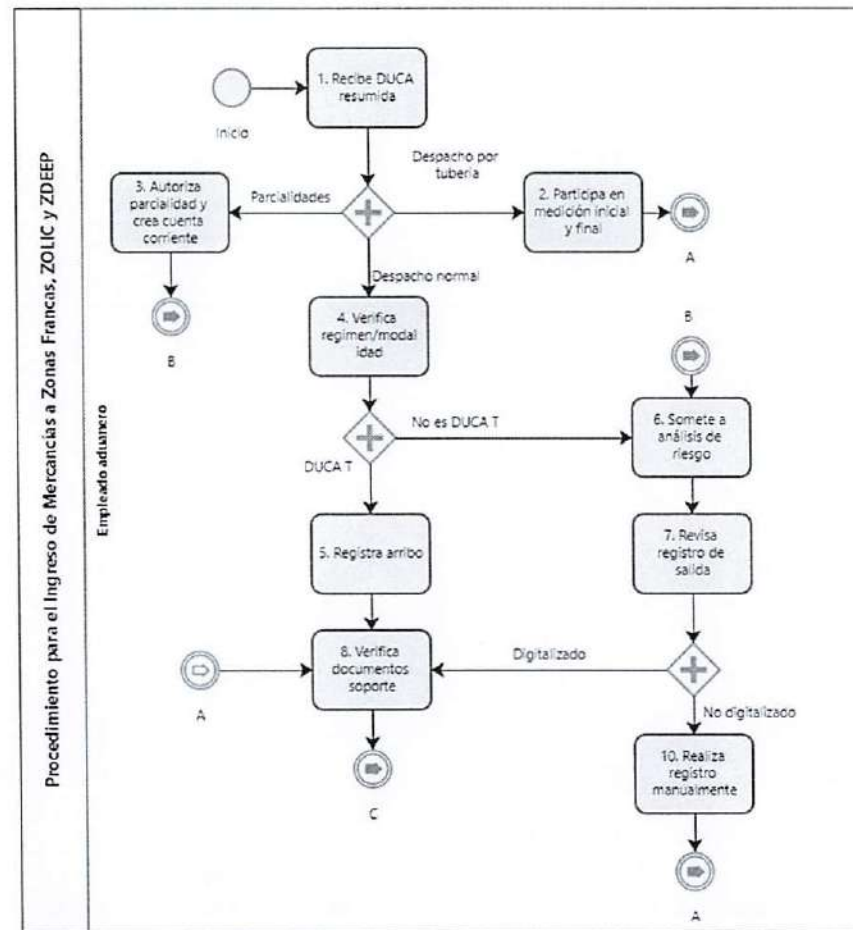 Procedimiento para el Ingreso de Mercancías a Zonas Francas, ZOLIC y ZDEEP
Empleado aduanero
Inicio
1. Recibe DUCA
resumida
Despacho por
tubería
Parcialidades
3. Autoriza
parcialidad y
crea cuenta
corriente
2. Participa en
medición inicial
y final
A
B
Despacho normal
4. Verifica
regimen/modal
idad
B
No es DUCA T
DUCA T
6. Somete a
análisis de
riesgo
5. Registra arribo
7. Revisa
registro de
salida
A
8. Verifica
documentos
soporte
Digitalizado
No digitalizado
C
10. Realiza
registro
manualmente
A